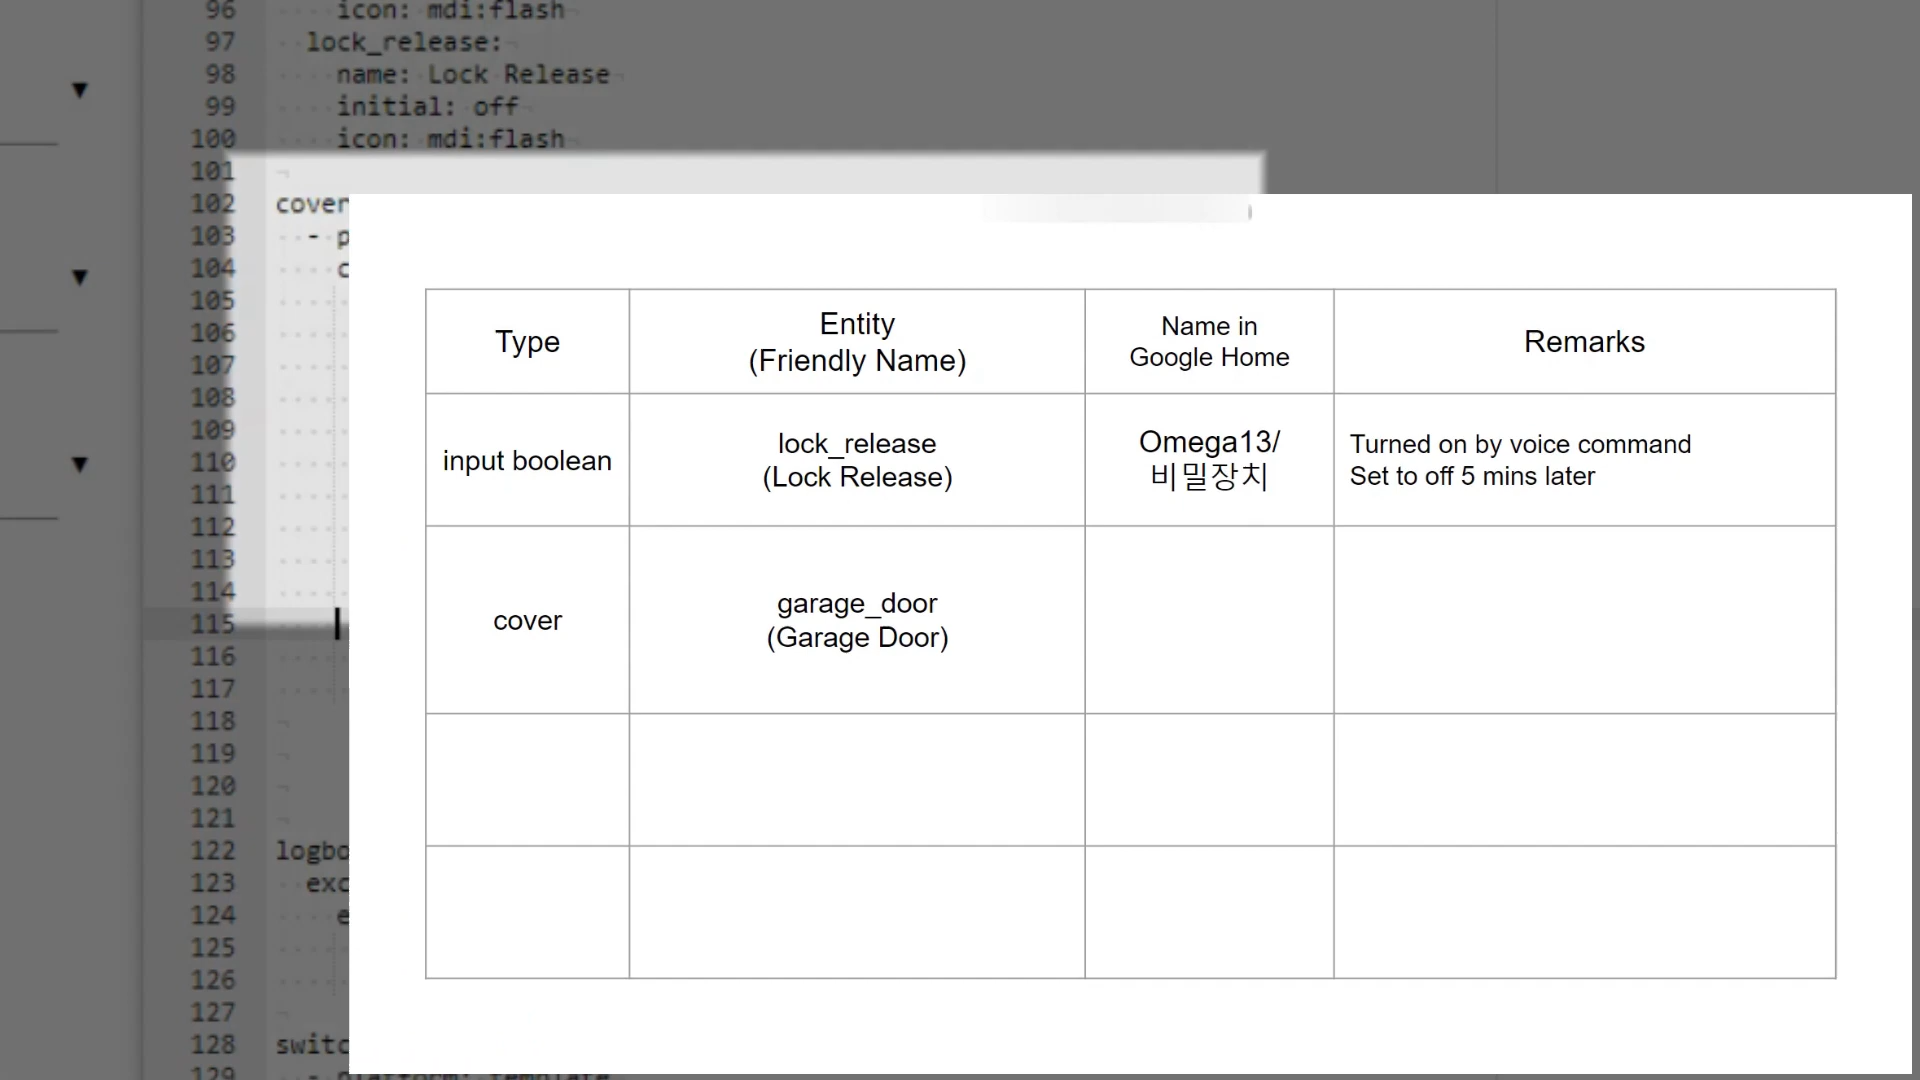 96 icon: mdi:flash
97 lock_release:
98 name: Lock Release
99 initial: off
100 icon: mdi:flash
101
102 cover
103 - p
104 c
105
106
107
108
109
110
111
112
113
114
115
116
117
118
119
120
121
122 logbo
123 exc
124 e
125
126
127
128 switc
129 - platform: template
Type
Entity
(Friendly Name)
Name in
Google Home
Remarks
input boolean
lock_release
(Lock Release)
Omega13/
비밀장치
Turned on by voice command
Set to off 5 mins later
cover
garage_door
(Garage Door)